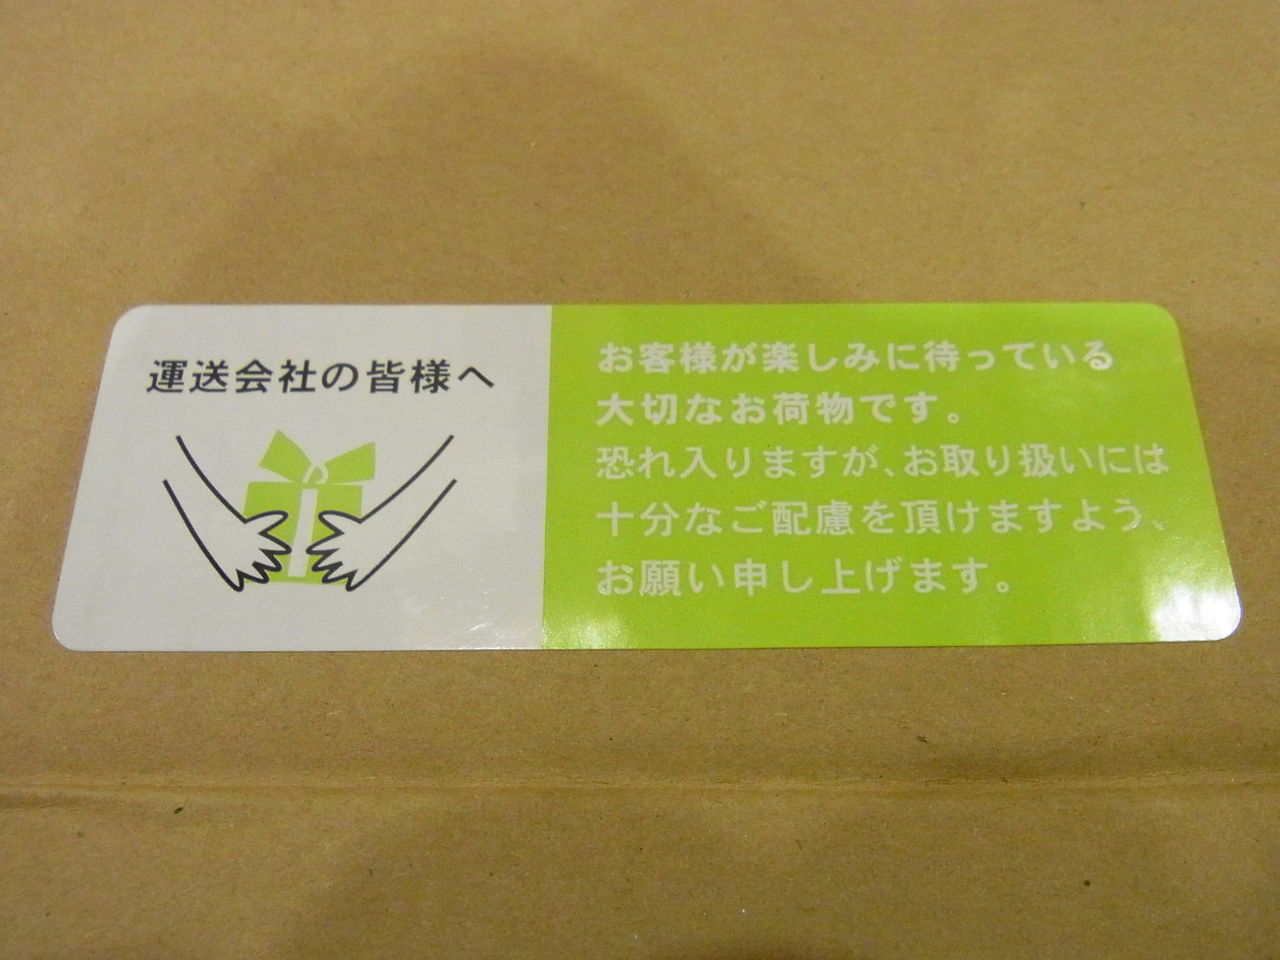 運送会社の皆様へ
お客様が楽しみに待っている
大切なお荷物です。
恐れ入りますが、お取り扱いには
十分なご配慮を頂けますよう、
お願い申し上げます。